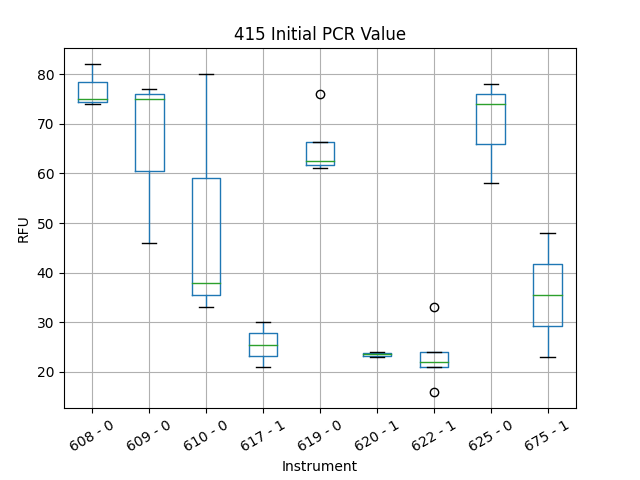 415 Initial PCR Value
80
70
60
50
40
30
20
RFU
608 - 0
609 - 0
610 - 0
617 - 1
619 - 0
620 - 1
622 - 1
625 - 0
675 - 1
Instrument